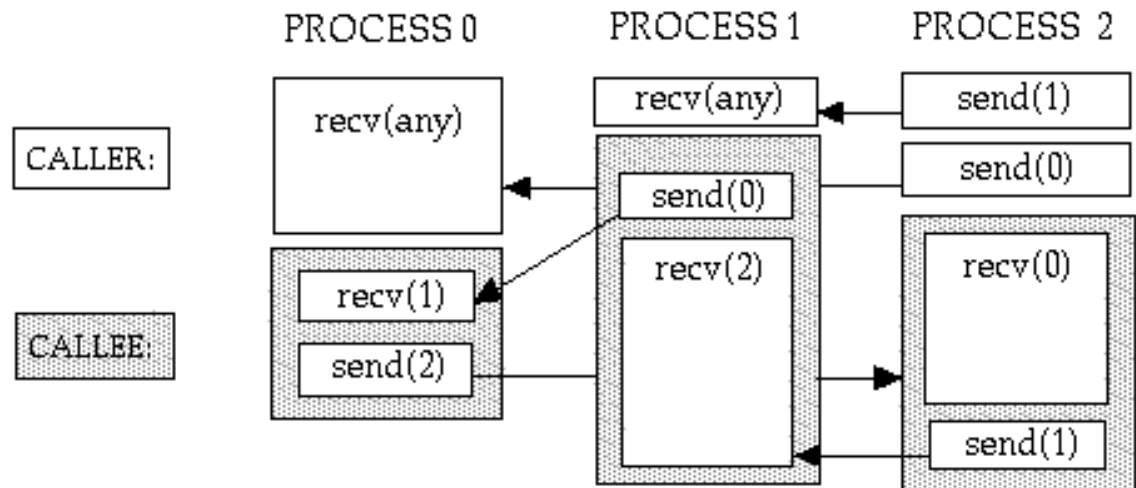 PROCESS 0
PROCESS 1
PROCESS 2
recv(any)
recv(any)
send(1)
CALLER:
send(0)
send(0)
recv(1)
recv(2)
recv(0)
CALLEE:
send(2)
send(1)